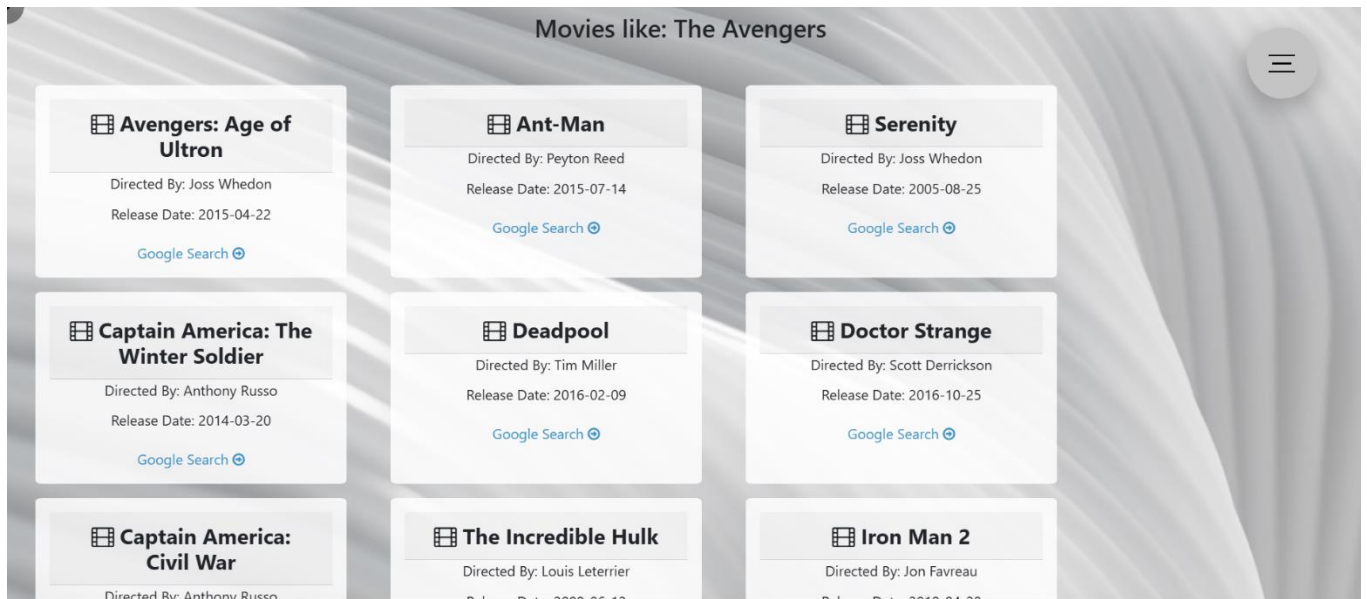 Movies like: The Avengers
Avengers: Age of
Ultron
Directed By: Joss Whedon
Release Date: 2015-04-22
Google Search
Ant-Man
Directed By: Peyton Reed
Release Date: 2015-07-14
Google Search
Serenity
Directed By: Joss Whedon
Release Date: 2005-08-25
Google Search
Captain America: The
Winter Soldier
Directed By: Anthony Russo
Release Date: 2014-03-20
Google Search
Deadpool
Directed By: Tim Miller
Release Date: 2016-02-09
Google Search
Doctor Strange
Directed By: Scott Derrickson
Release Date: 2016-10-25
Google Search
Captain America:
Civil War
Directed By: Anthony Russo
The Incredible Hulk
Directed By: Louis Leterrier
Iron Man 2
Directed By: Jon Favreau